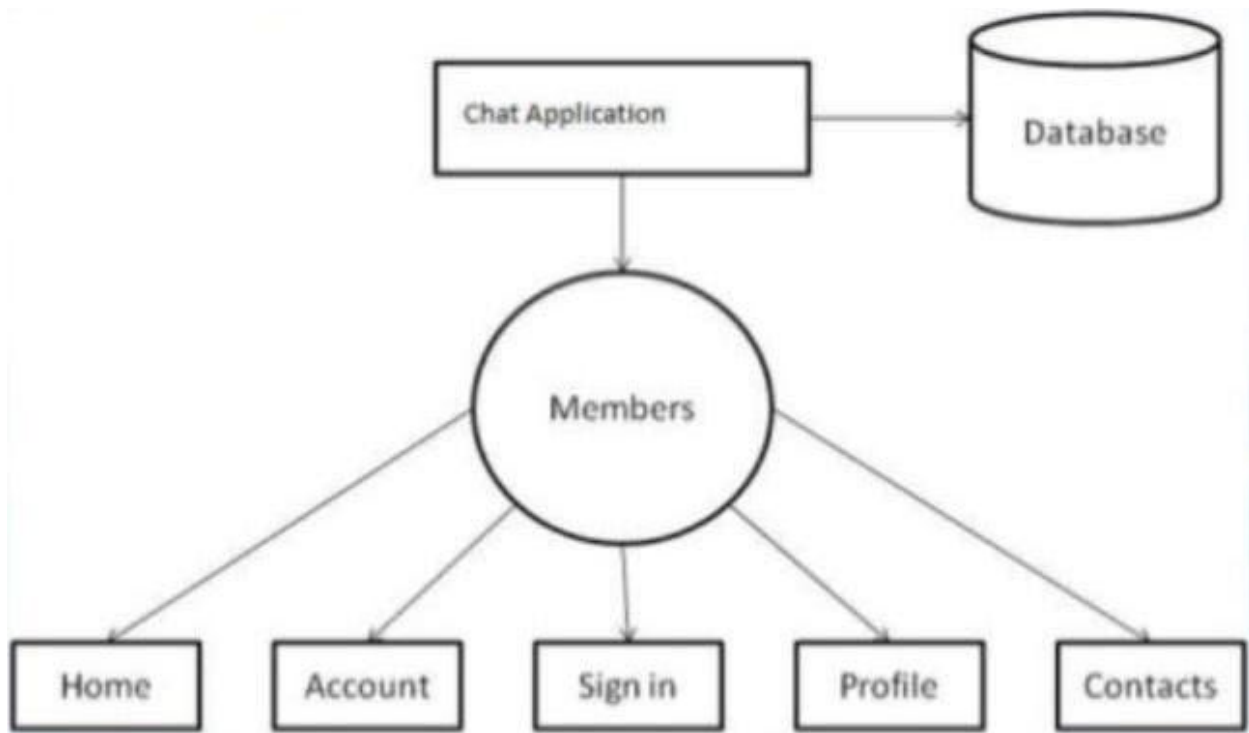 Chat Application
Database
Members
Home
Account
Sign in
Profile
Contacts